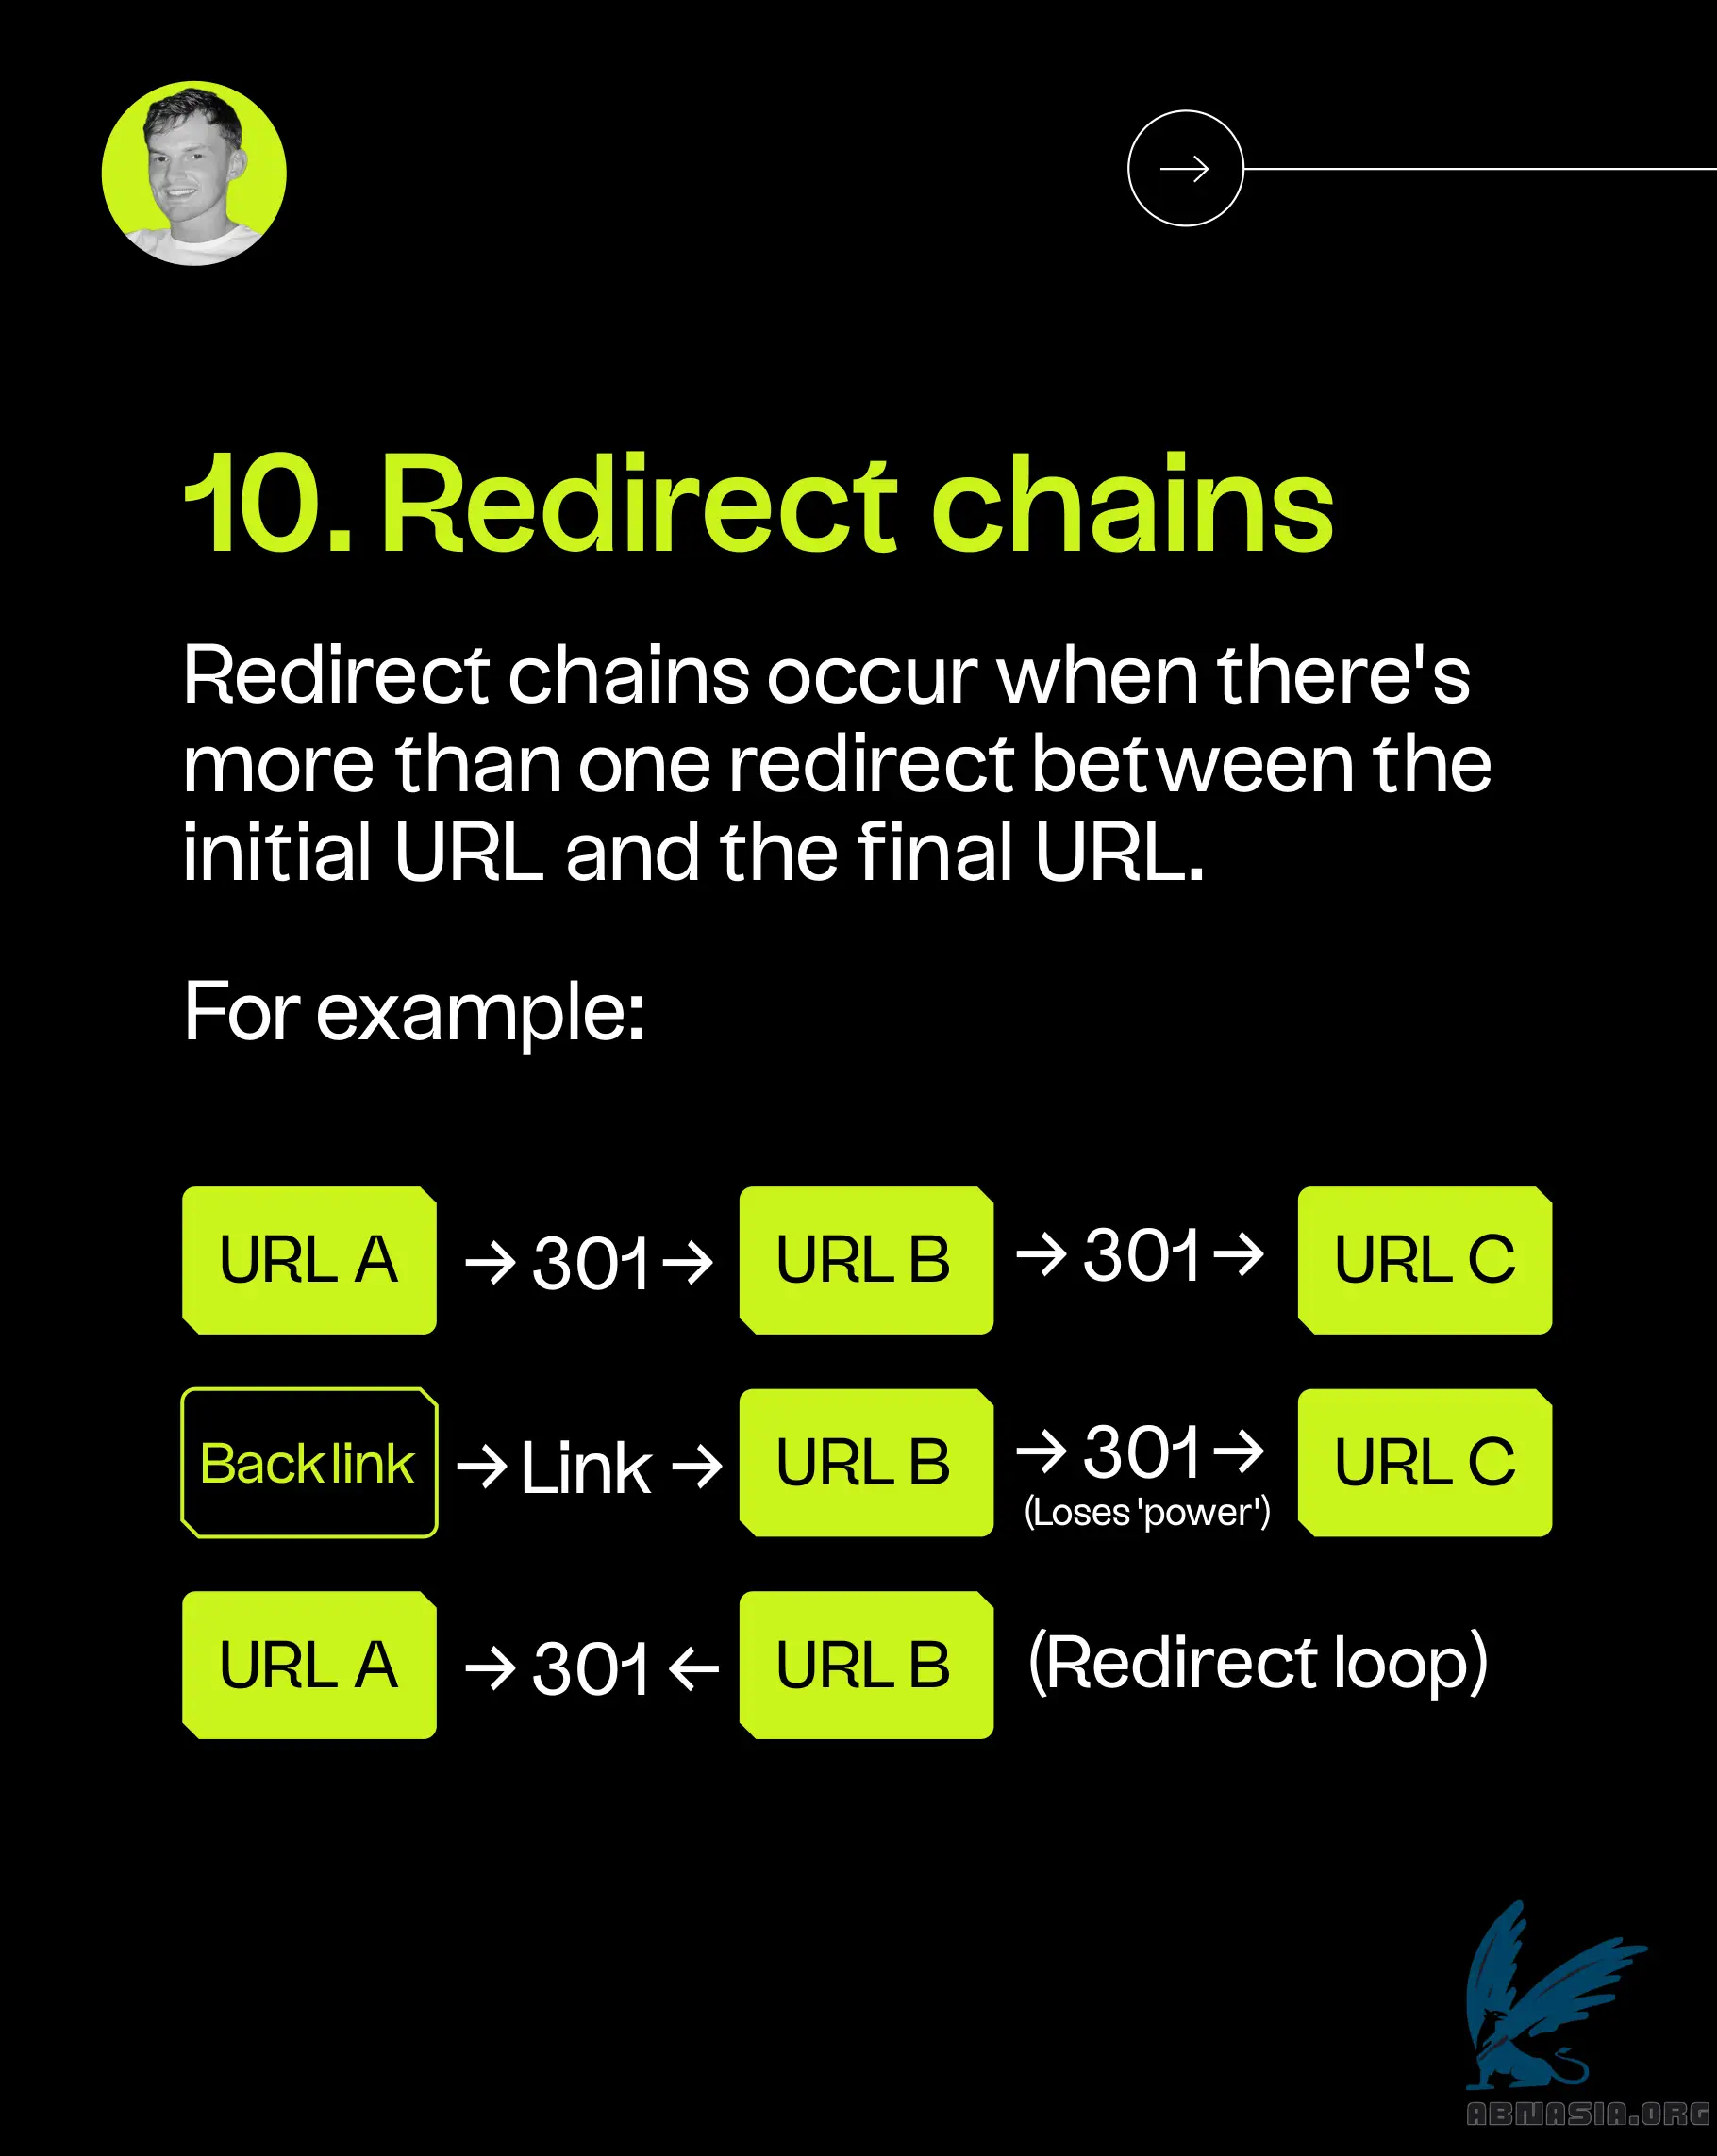 10. Redirect chains
Redirect chains occur when there's
more than one redirect between the
initial URL and the final URL.
For example:
URL A → 301 → URL B → 301 → URL C
Backlink → Link → URL B → 301 → URL C
(Loses 'power')
URL A → 301 ← URL B (Redirect loop)
ABNASIA.ORG